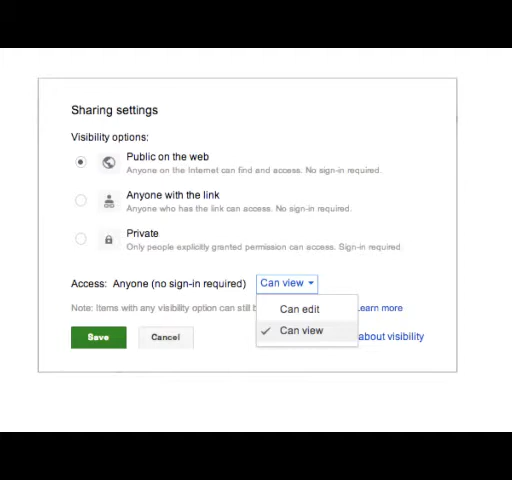 Sharing settings
Visibility options:
Public on the web
Anyone on the Internet can find and access. No sign-in required.
Anyone with the link
Anyone who has the link can access. No sign-in required.
Private
Only people explicitly granted permission can access. Sign-in required
Access: Anyone (no sign-in required) Can view
Note: Items with any visibility option can still Learn more
Can edit
Can view
Save Cancel about visibility